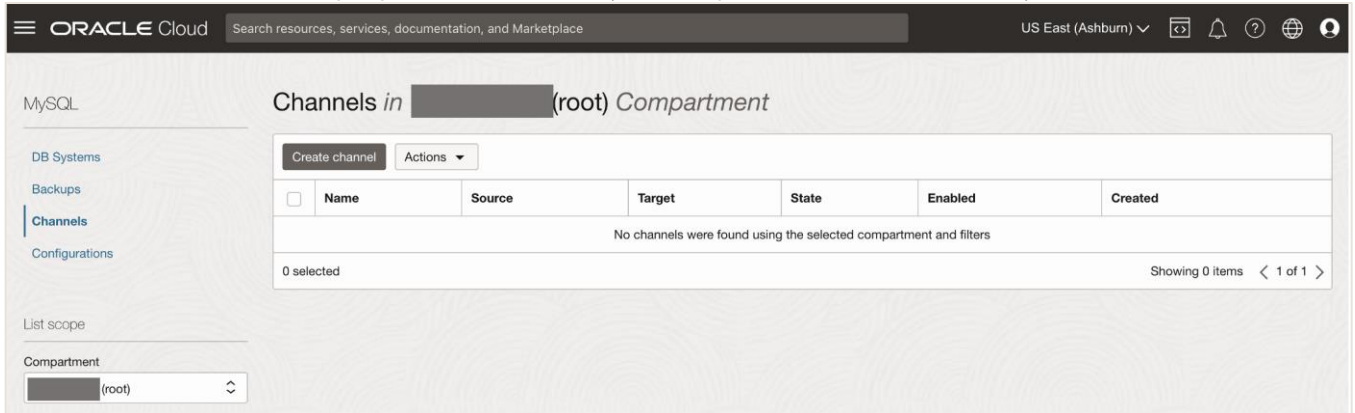 ORACLE Cloud Search resources, services, documentation, and Marketplace US East (Ashburn)
MySQL
DB Systems
Backups
Channels
Configurations
List scope
Compartment
(root)
Channels in (root) Compartment
Create channel Actions
Name Source Target State Enabled Created
No channels were found using the selected compartment and filters
0 selected Showing 0 items < 1 of 1 >